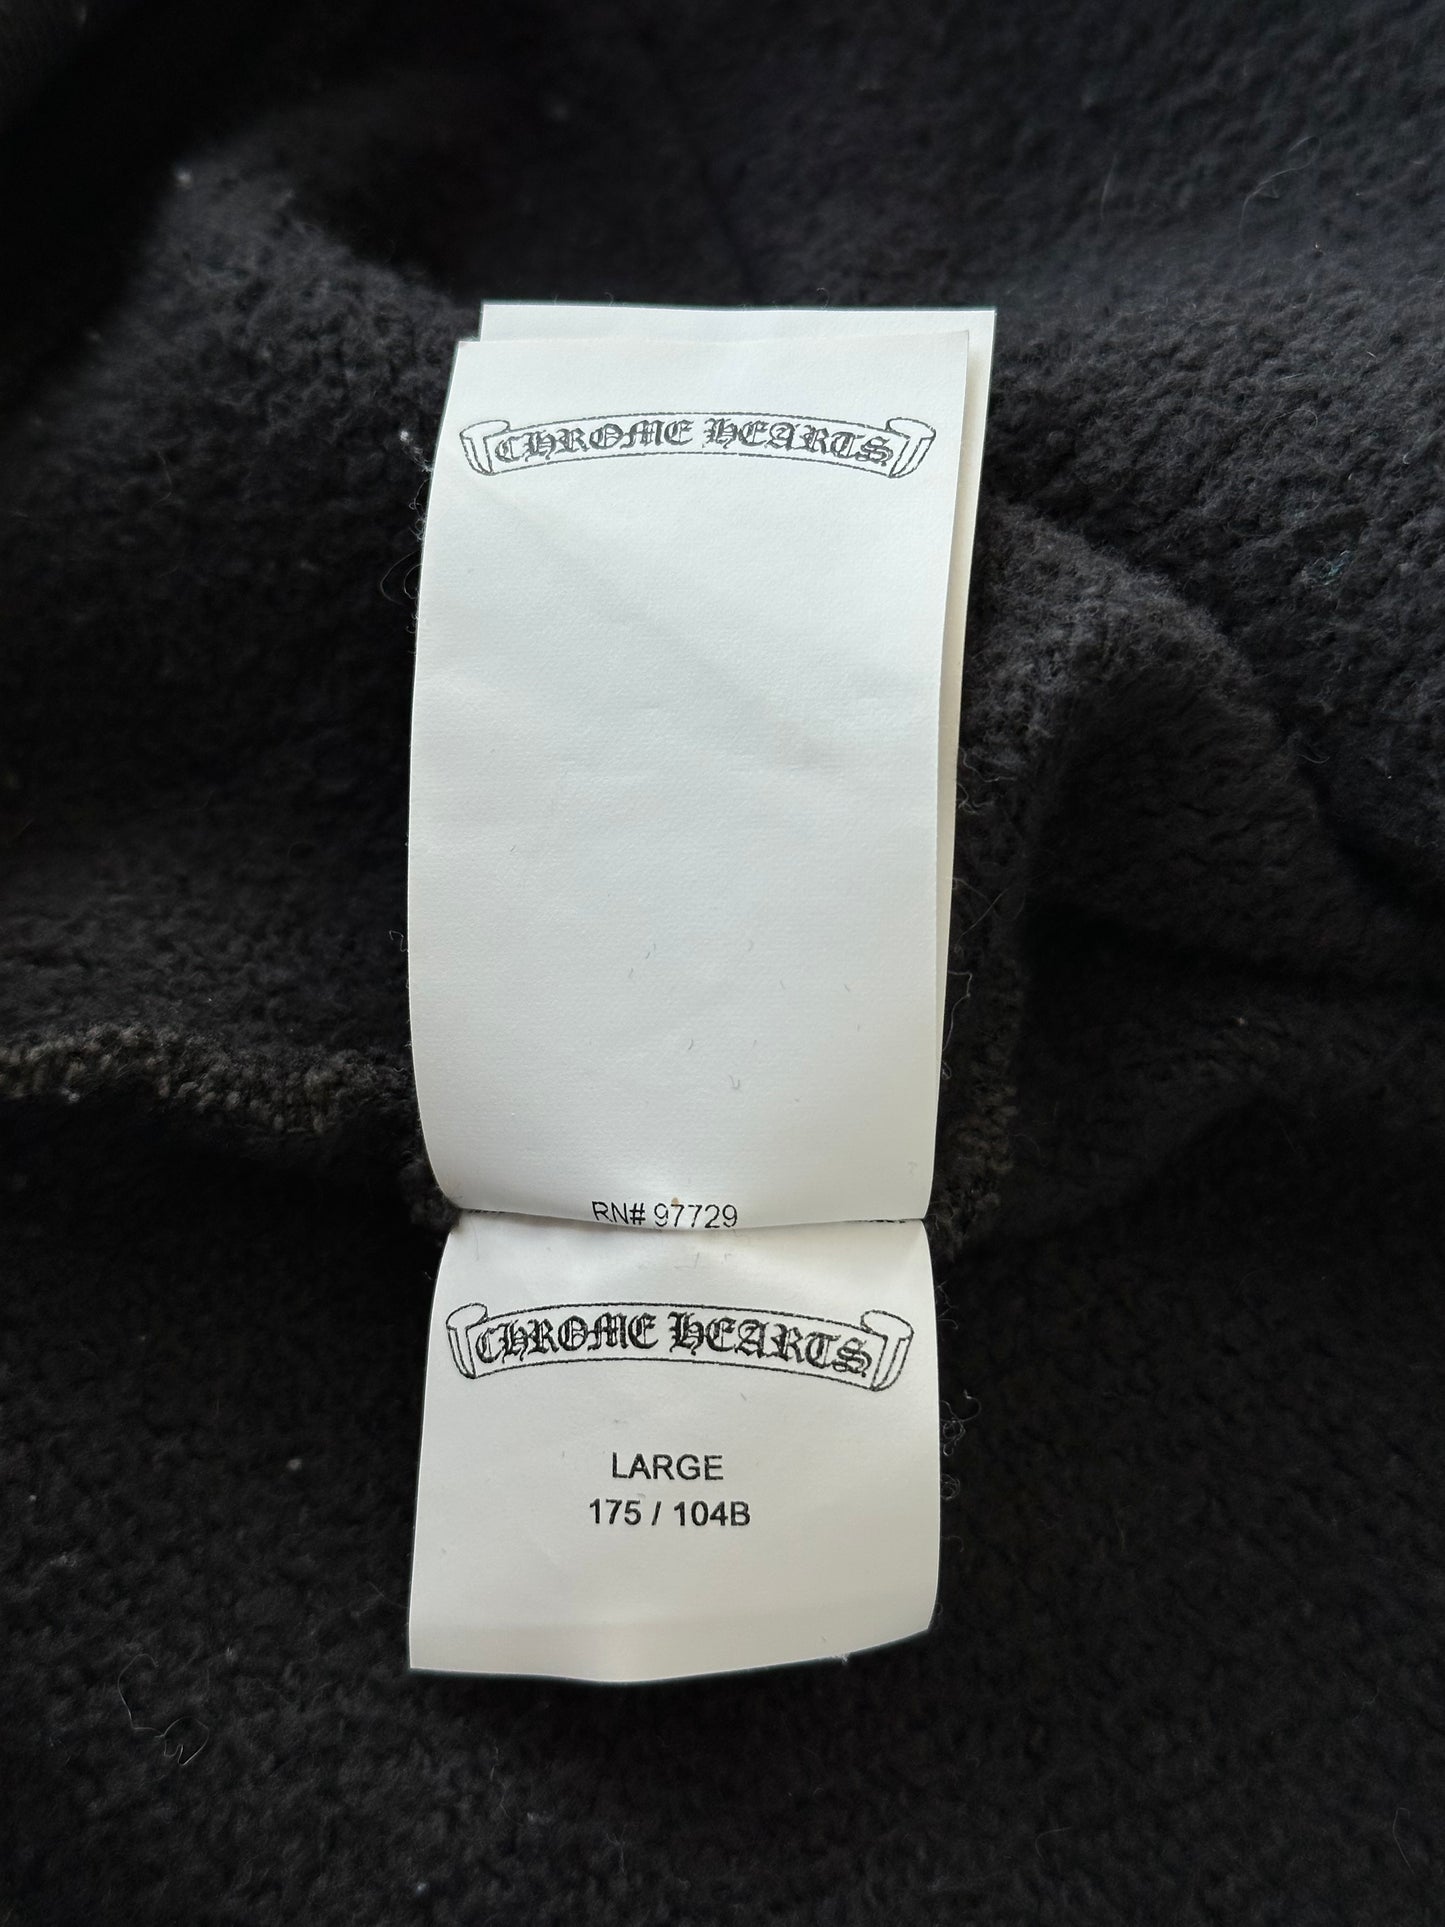 CHROME HEARTS
RN# 97729
CHROME HEARTS
LARGE
175 / 104B